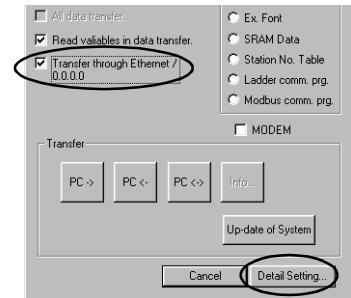 All data transfer.
Read valiables in data transfer.
Transfer through Ethernet /
0.0.0.0
Ex. Font
SRAM Data
Station No. Table
Ladder comm. prg.
Modbus comm. prg.
MODEM
Transfer
PC ->
PC <-
PC <->
Info...
Up-date of System
Cancel
Detail Setting...